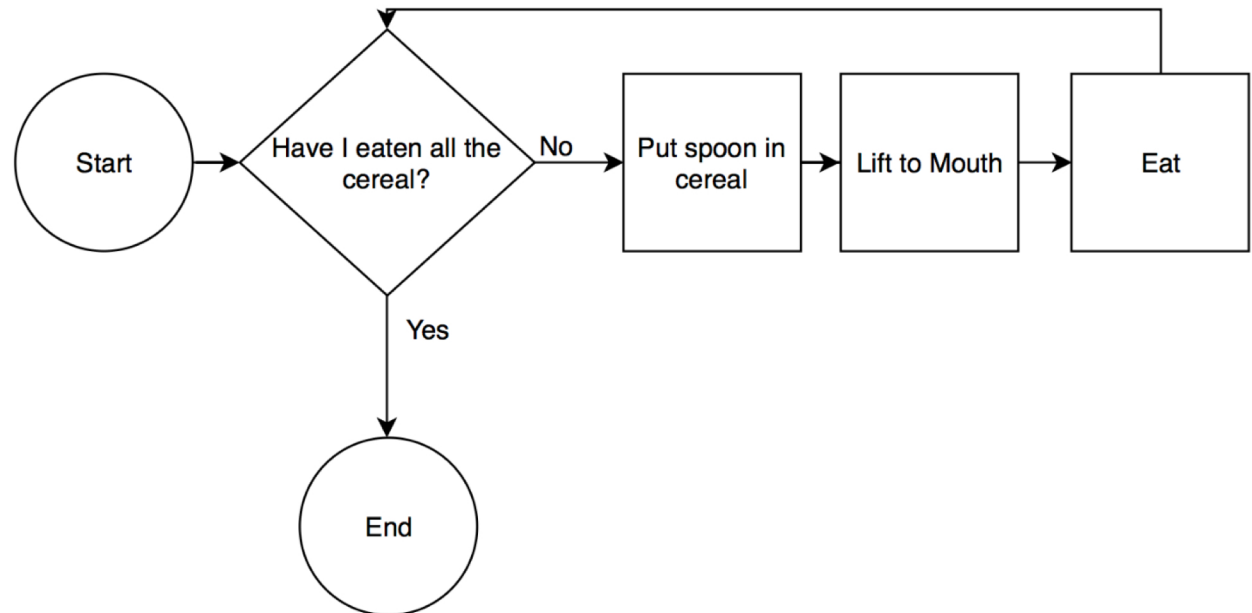 Start
Have I eaten all the
cereal?
No
Put spoon in
cereal
Lift to Mouth
Eat
Yes
End